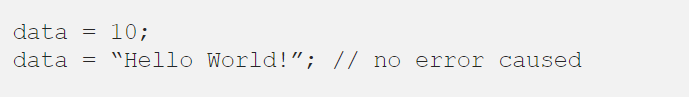 data = 10;
data = “Hello World!”; // no error caused